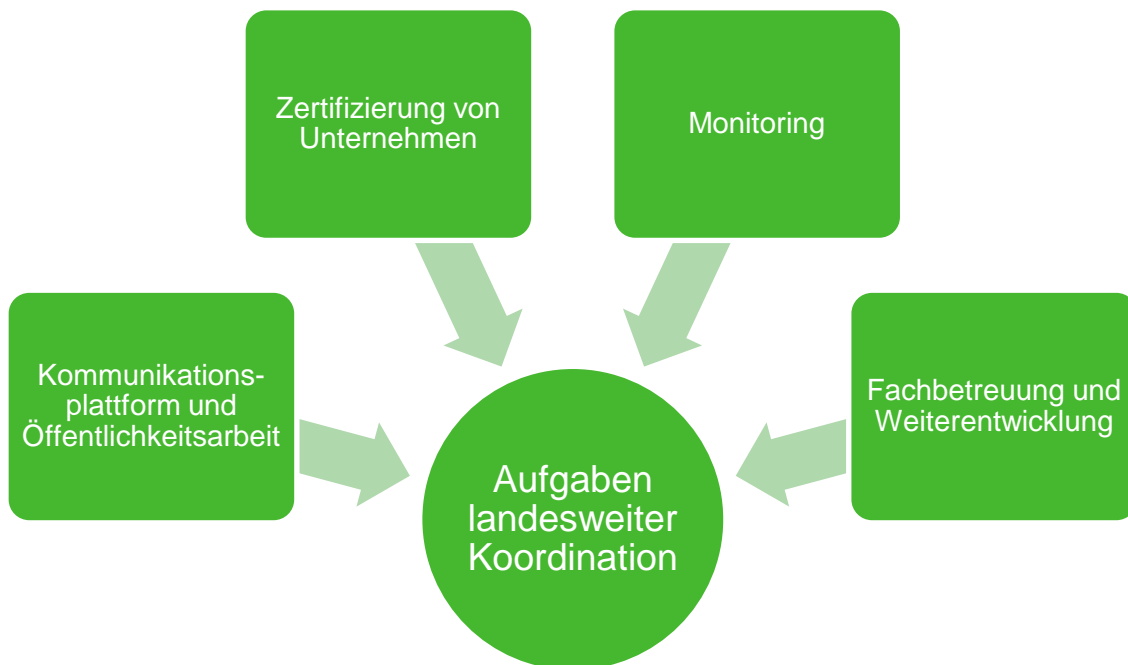 Zertifizierung von
Unternehmen
Monitoring
Kommunikations-
plattform und
Öffentlichkeitsarbeit
Fachbetreuung und
Weiterentwicklung
Aufgaben
landesweiter
Koordination